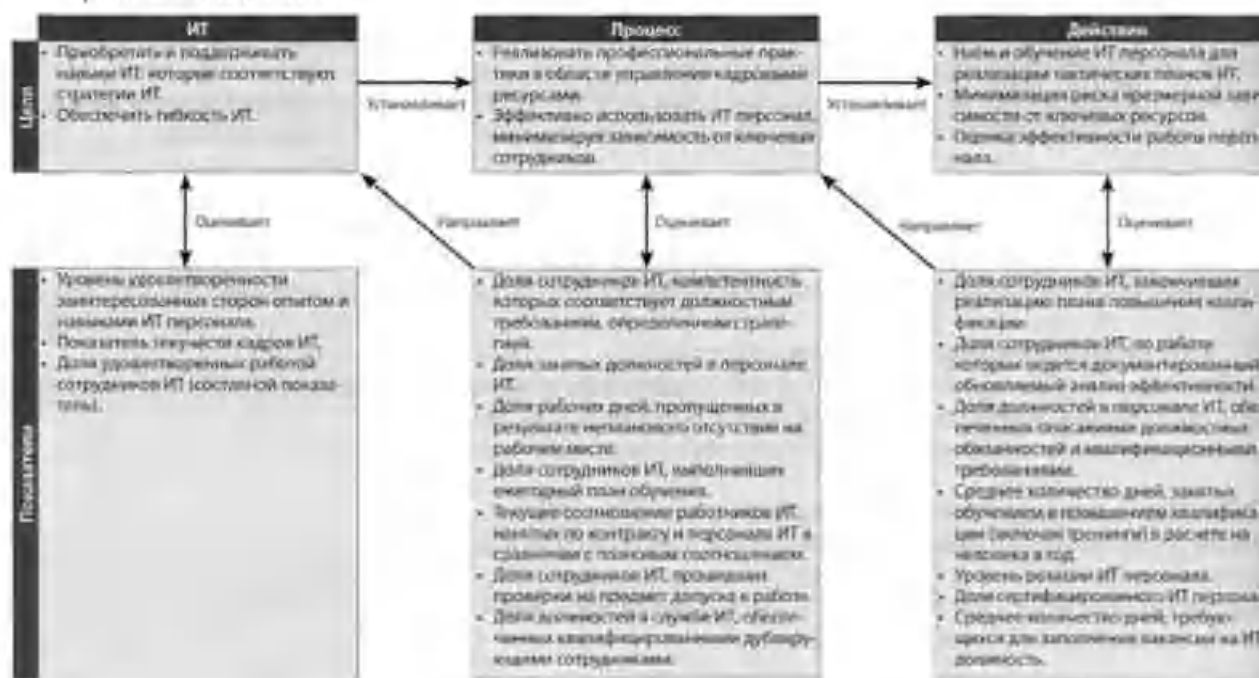 ИТ
Цели
• Приобретать и поддерживать
навыки ИТ, которые соответствуют
стратегии ИТ.
• Обеспечить гибкость ИТ.
Устанавливает
Процесс
• Реализовать профессиональные прак-
тики в области управления кадровыми
ресурсами.
• Эффективно использовать ИТ персонал,
минимизируя зависимость от ключевых
сотрудников.
Устанавливает
Действия
• Наём и обучение ИТ персонала для
реализации тактических планов ИТ.
• Минимизация риска чрезмерной зави-
симости от ключевых ресурсов.
• Оценка эффективности работы персо
нала.
Оценивает
Направляет
Оценивает
Направляет
Оценивает
Показатели
• Уровень удовлетворённости
заинтересованных сторон опытом и
навыками ИТ персонала.
• Показатель текучести кадров ИТ.
• Доля удовлетворенных работой
сотрудников ИТ (составной показа-
тель).
• Доля сотрудников ИТ, компетентность
которых соответствует должностным
требованиям, определенным страте-
гией.
• Доля занятых должностей в персонале
ИТ.
• Доля рабочих дней, пропущенных в
результате непланового отсутствия на
рабочем месте.
• Доля сотрудников ИТ, выполнивших
ежегодный план обучения.
• Текущее соотношение работников ИТ,
нанятых по контракту и персонала ИТ в
сравнении с плановым соотношением.
• Доля сотрудников ИТ, прошедших
проверки на предмет допуска к работе.
• Доля должностей в службе ИТ, обеспе-
ченных квалифицированными дублиру-
ющими сотрудниками.
• Доля сотрудников ИТ, закончивших
реализацию плана повышения квали
фикации.
• Доля сотрудников ИТ, по работе
которых ведется документированный
обновляемый анализ эффективности
• Доля должностей в персонале ИТ, обес
печенных описаниями должностных
обязанностей и квалификационными
требованиями.
• Среднее количество дней, занятых
обучением и повышением квалифика
ции (включая тренинги) в расчете на
человека в год.
• Уровень ротации ИТ персонала.
• Доля сертифицированного ИТ персона
• Среднее количество дней, требую-
щихся для заполнения вакансии на ИТ
должность.